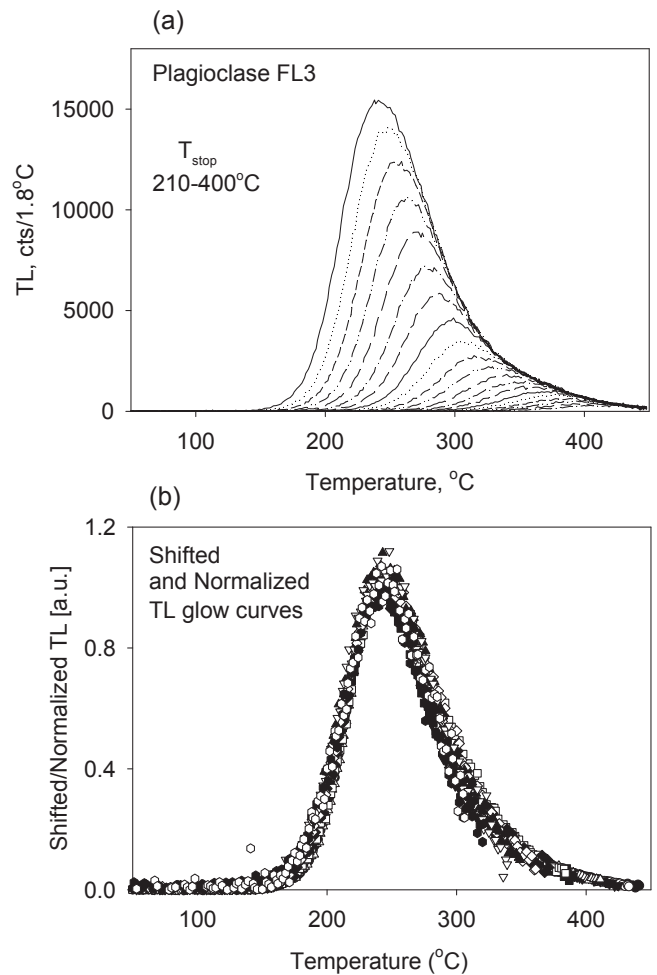 (a)
Plagioclase FL3
T_stop
210-400°C
TL, cts/1.8°C
15000
10000
5000
0
100 200 300 400
Temperature, °C
(b)
Shifted
and Normalized
TL glow curves
Shifted/Normalized TL [a.u.]
1.2
0.8
0.4
0.0
100 200 300 400
Temperature (°C)